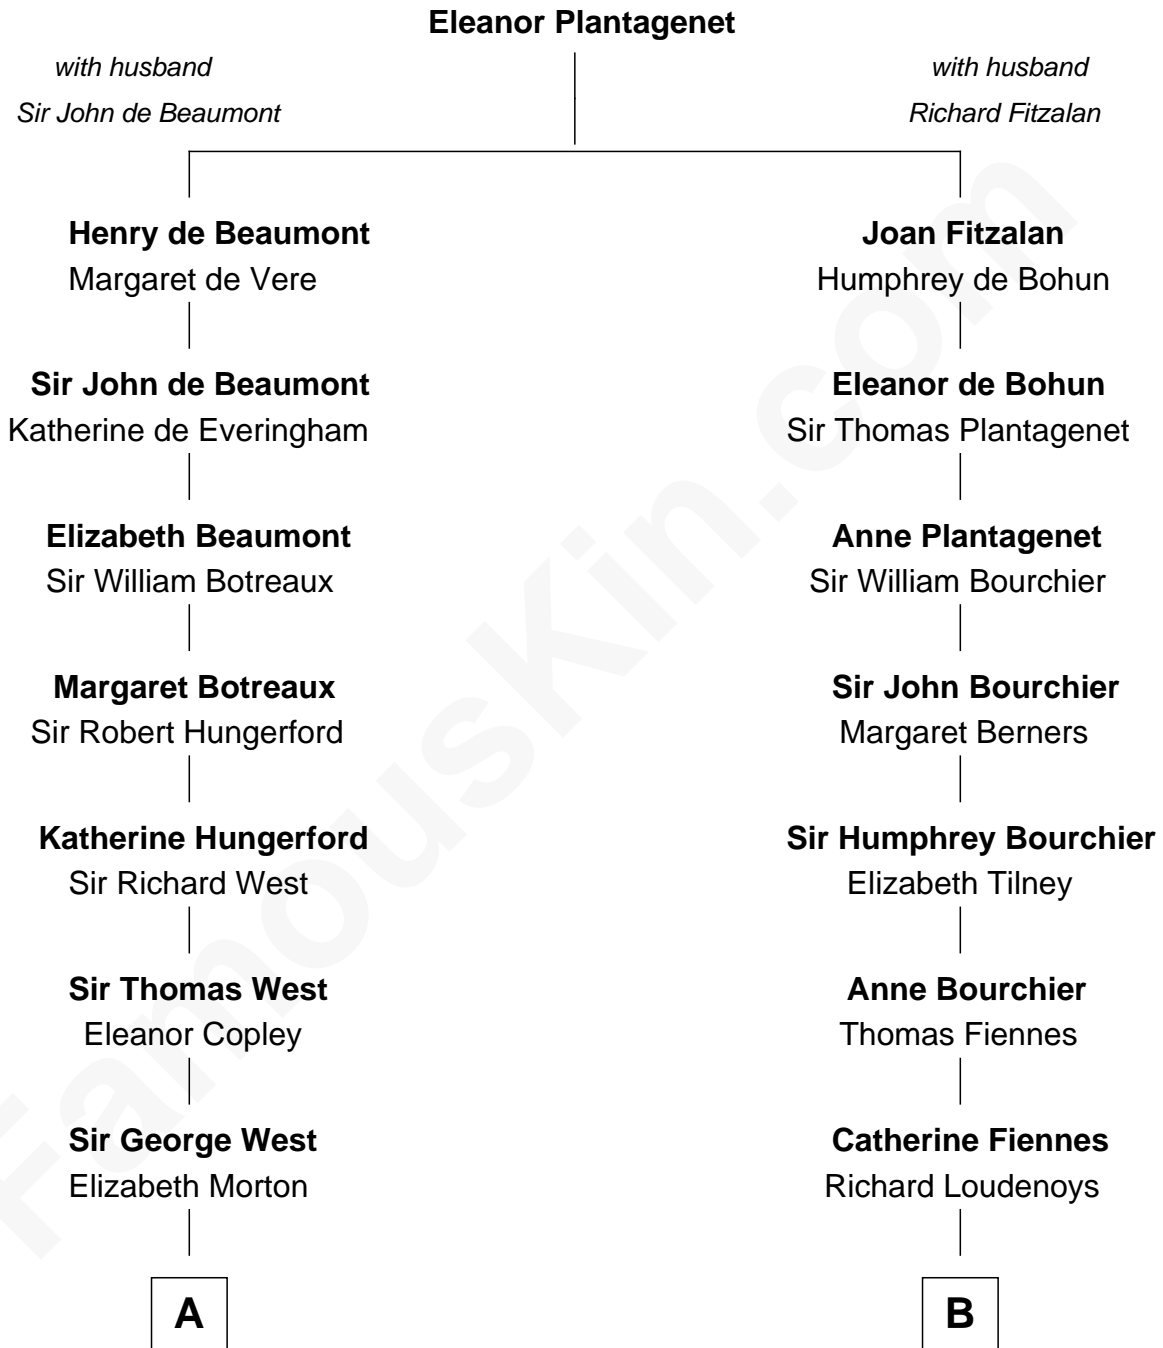 Eleanor Plantagenet
with husband
Sir John de Beaumont
with husband
Richard Fitzalan
Henry de Beaumont
Margaret de Vere
Joan Fitzalan
Humphrey de Bohun
Sir John de Beaumont
Katherine de Everingham
Eleanor de Bohun
Sir Thomas Plantagenet
Elizabeth Beaumont
Sir William Botreaux
Anne Plantagenet
Sir William Bourchier
Margaret Botreaux
Sir Robert Hungerford
Sir John Bourchier
Margaret Berners
Katherine Hungerford
Sir Richard West
Sir Humphrey Bourchier
Elizabeth Tilney
Sir Thomas West
Eleanor Copley
Anne Bourchier
Thomas Fiennes
Sir George West
Elizabeth Morton
Catherine Fiennes
Richard Loudenoys
A
B
FamousKin.com